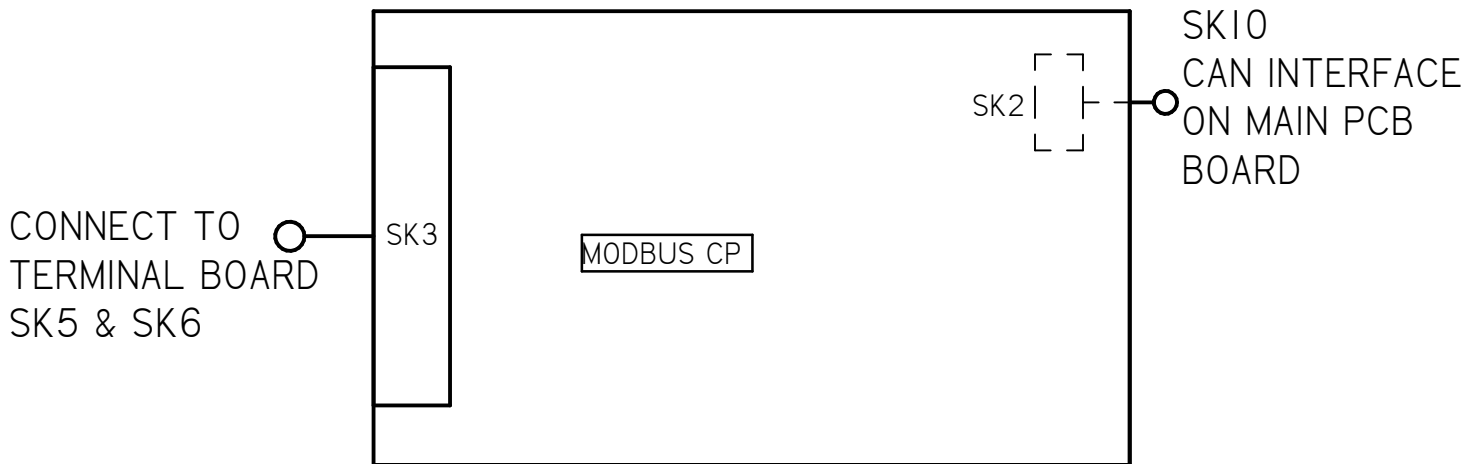 SK10
CAN INTERFACE
ON MAIN PCB
BOARD
SK2
CONNECT TO
TERMINAL BOARD
SK5 & SK6
SK3
MODBUS CP